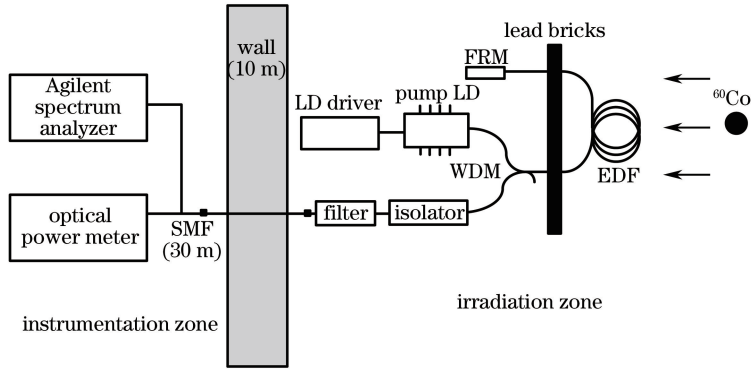 Agilent
spectrum
analyzer
optical
power meter
SMF
(30 m)
instrumentation zone
wall
(10 m)
LD driver
pump LD
FRM
lead bricks
WDM
filter
isolator
EDF
⁶⁰Co
irradiation zone